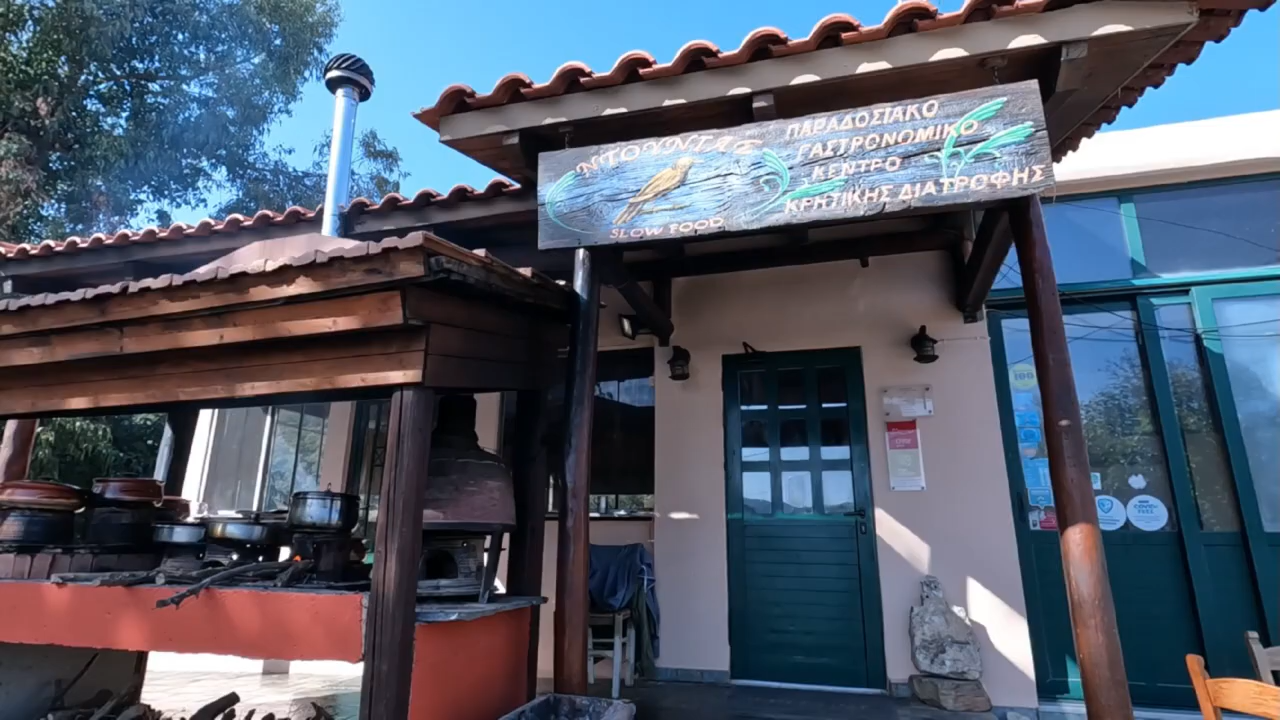 ΝΤΟΥΝΤΑΣ
SLOW FOOD
ΠΑΡΑΔΟΣΙΑΚΟ
ΓΑΣΤΡΟΝΟΜΙΚΟ
ΚΕΝΤΡΟ
ΚΡΗΤΙΚΗΣ ΔΙΑΤΡΟΦΗΣ